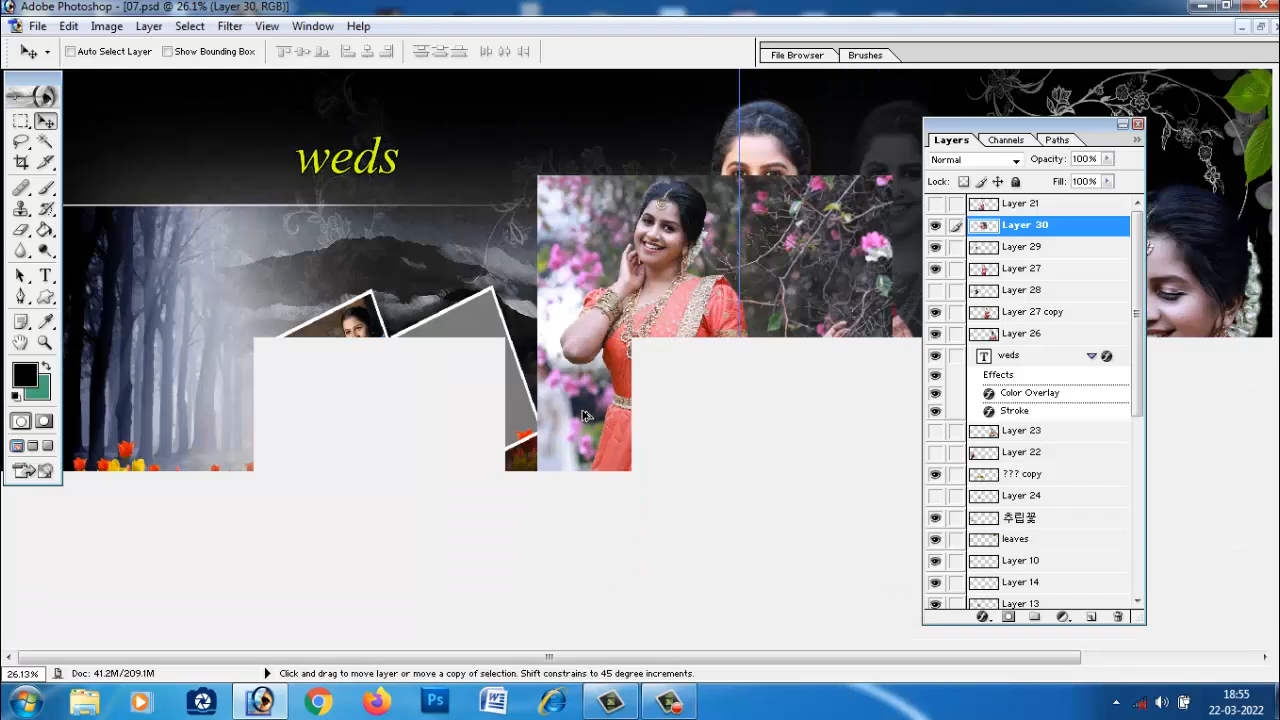 Adobe Photoshop - [07.psd @ 26.1% (Layer 30, RGB)]
File Edit Image Layer Select Filter View Window Help
Auto Select Layer Show Bounding Box
File Browser Brushes
weds
Layers Channels Paths
Normal Opacity: 100%
Lock: Fill: 100%
Layer 21
Layer 30
Layer 29
Layer 27
Layer 28
Layer 27 copy
Layer 26
T weds
Effects
Color Overlay
Stroke
Layer 23
Layer 22
??? copy
Layer 24
추립꽃
leaves
Layer 10
Layer 14
Layer 13
26.13% Doc: 41.2M/209.1M Click and drag to move layer or move a copy of selection. Shift constrains to 45 degree increments.
Ps W
18:55
22-03-2022